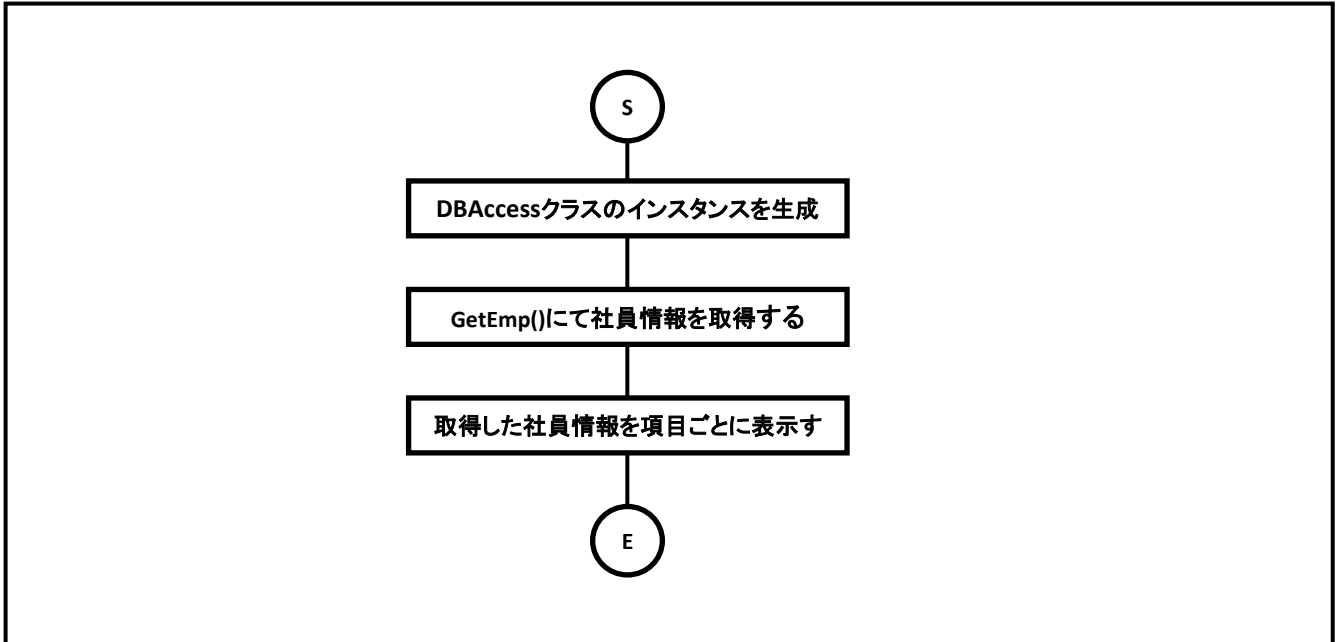 S
DBAccessクラスのインスタンスを生成
GetEmp()にて社員情報を取得する
取得した社員情報を項目ごとに表示す
E